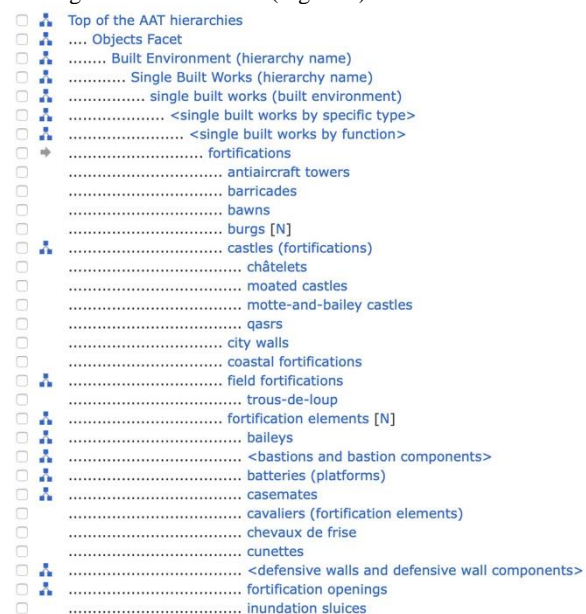 Top of the AAT hierarchies
.... Objects Facet
........ Built Environment (hierarchy name)
............ Single Built Works (hierarchy name)
................ single built works (built environment)
.................... <single built works by specific type>
........................ <single built works by function>
............................ fortifications
................................ antiaircraft towers
................................ barricades
................................ bawns
................................ burgs [N]
................................ castles (fortifications)
.................................... châtelets
.................................... moated castles
.................................... motte-and-bailey castles
.................................... qasrs
................................ city walls
................................ coastal fortifications
................................ field fortifications
.................................... trous-de-loup
................................ fortification elements [N]
.................................... baileys
.................................... <bastions and bastion components>
.................................... batteries (platforms)
.................................... casemates
.................................... cavaliers (fortification elements)
.................................... chevaux de frise
.................................... cunettes
.................................... <defensive walls and defensive wall components>
.................................... fortification openings
.................................... inundation sluices